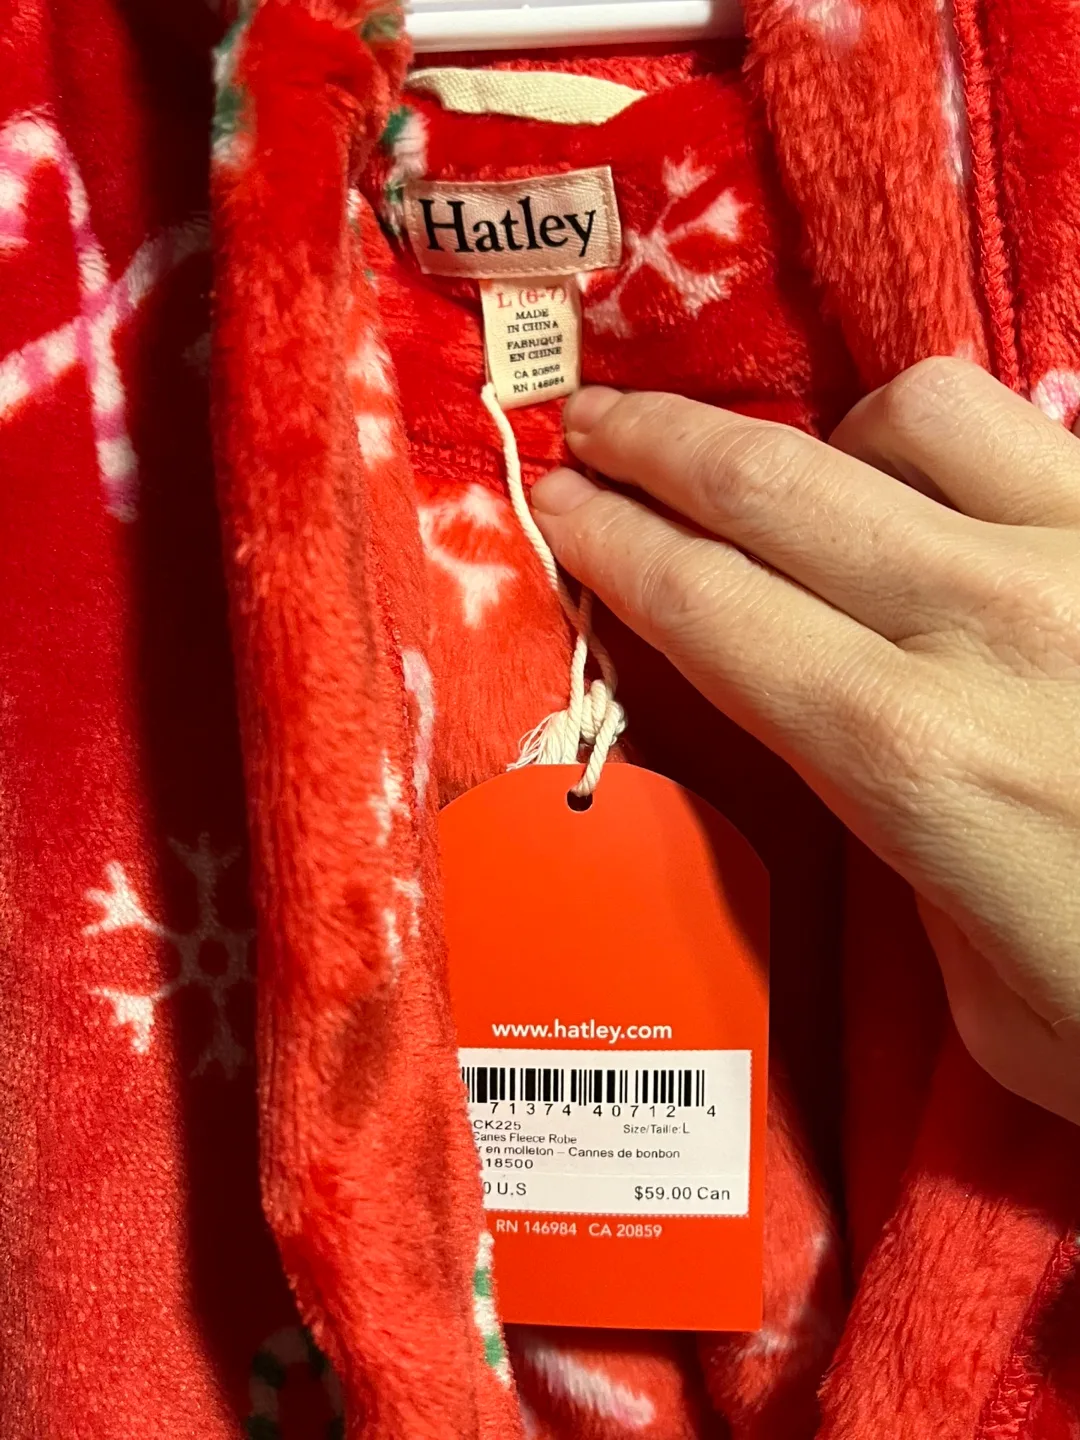 Hatley
L (6-7)
MADE
IN CHINA
FABRIQUÉ
EN CHINE
CA 20859
RN 146984
www.hatley.com
71374 40712 4
CK225
Size/Taille:L
Canes Fleece Robe
en molleton – Cannes de bonbon
18500
0 U.S
$59.00 Can
RN 146984 CA 20859